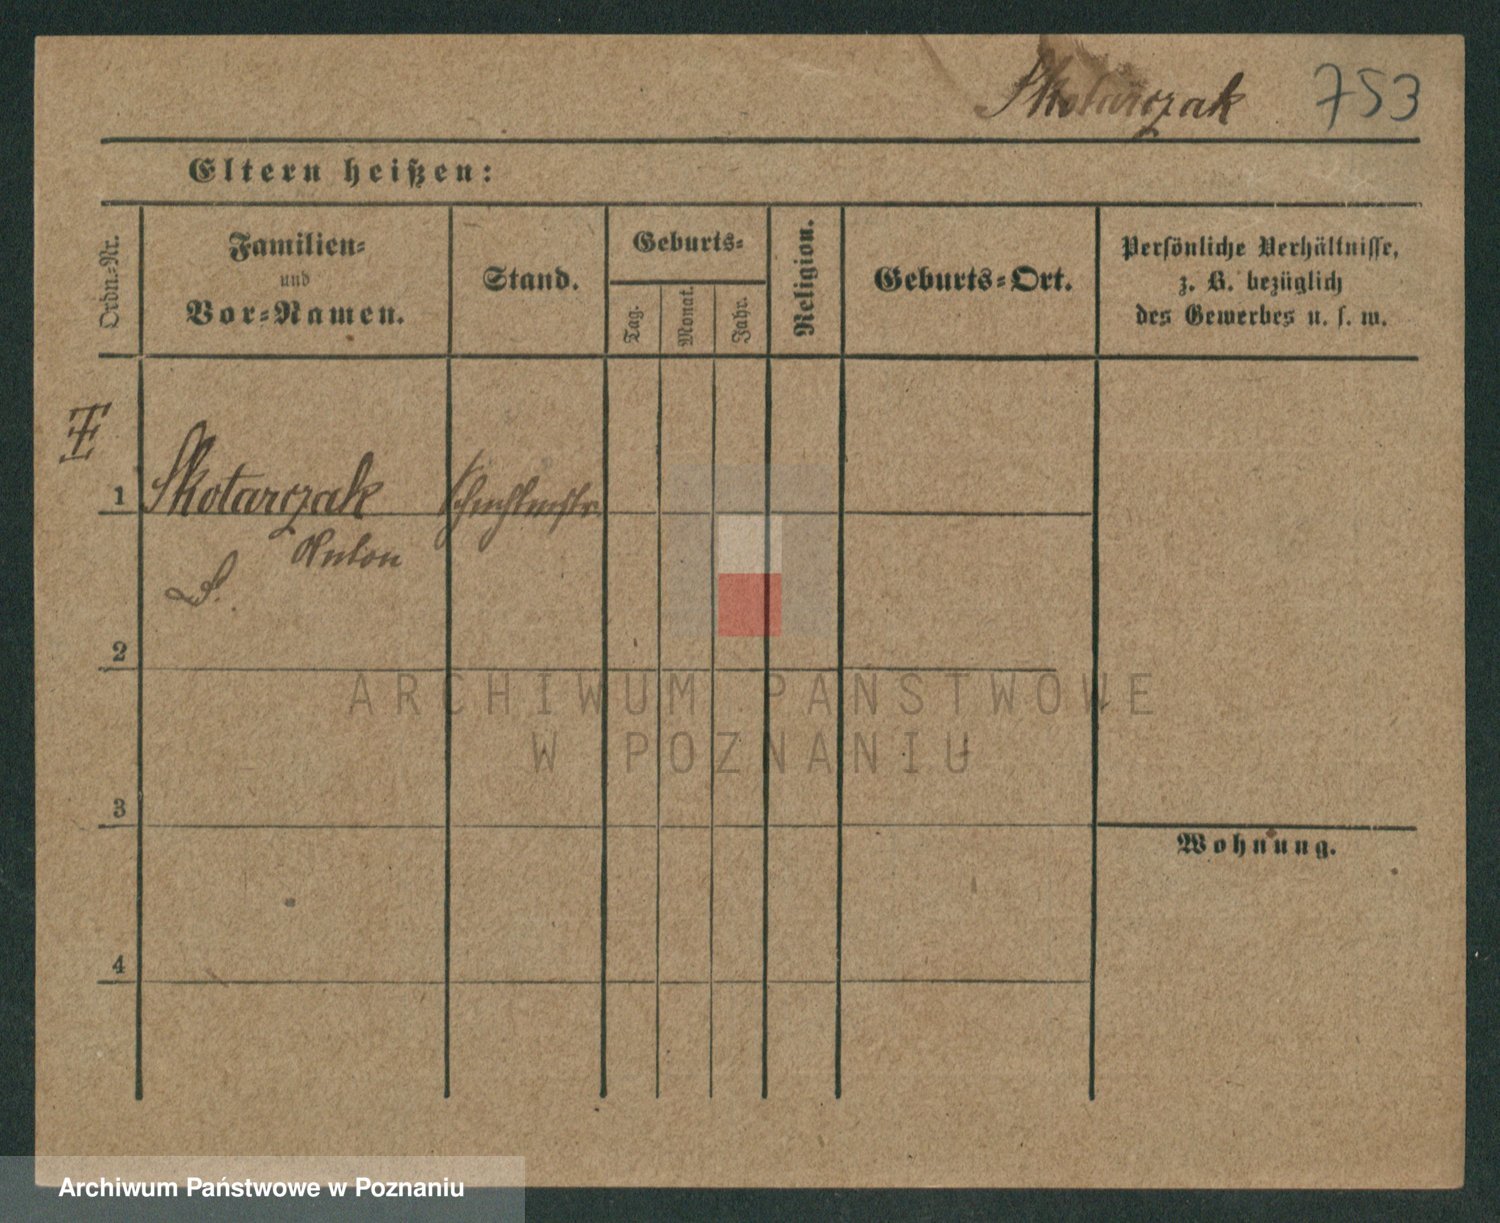 Skotarczak 753
Eltern heißen:
Ordn=Nr.
Familien=
und
Vor=Namen.
Stand.
Geburts=
Tag.
Monat.
Jahr.
Religion.
Geburts=Ort.
Persönliche Verhältnisse,
z. B. bezüglich
des Gewerbes u. s. w.
1 Skotarczak
Anton
2
3
4
Wohnung.
ARCHIWUM PAŃSTWOWE
W POZNANIU
Archiwum Państwowe w Poznaniu